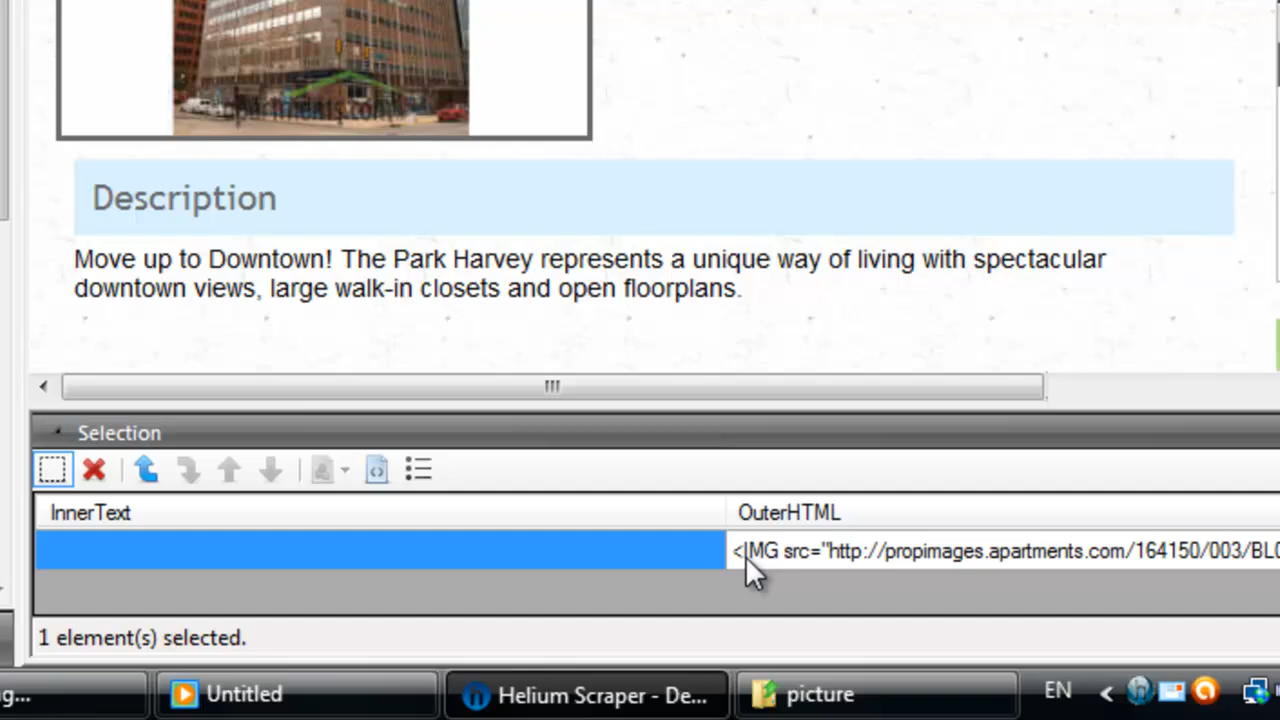 apartments.com
Description
Move up to Downtown! The Park Harvey represents a unique way of living with spectacular
downtown views, large walk-in closets and open floorplans.
Selection
InnerText OuterHTML
<IMG src="http://propimages.apartments.com/164150/003/BL
1 element(s) selected.
g... Untitled Helium Scraper - De... picture EN